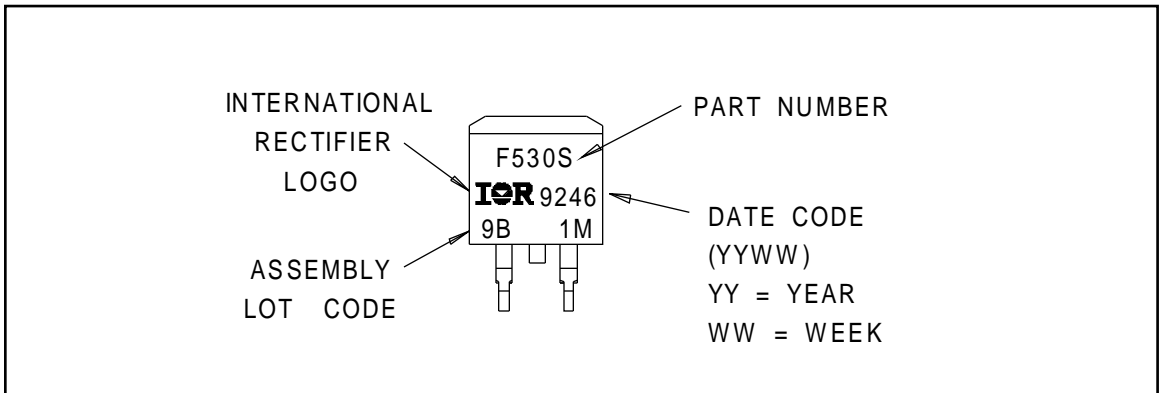 INTERNATIONAL
RECTIFIER
LOGO
ASSEMBLY
LOT CODE
F530S
IOR 9246
9B 1M
PART NUMBER
DATE CODE
(YYWW)
YY = YEAR
WW = WEEK